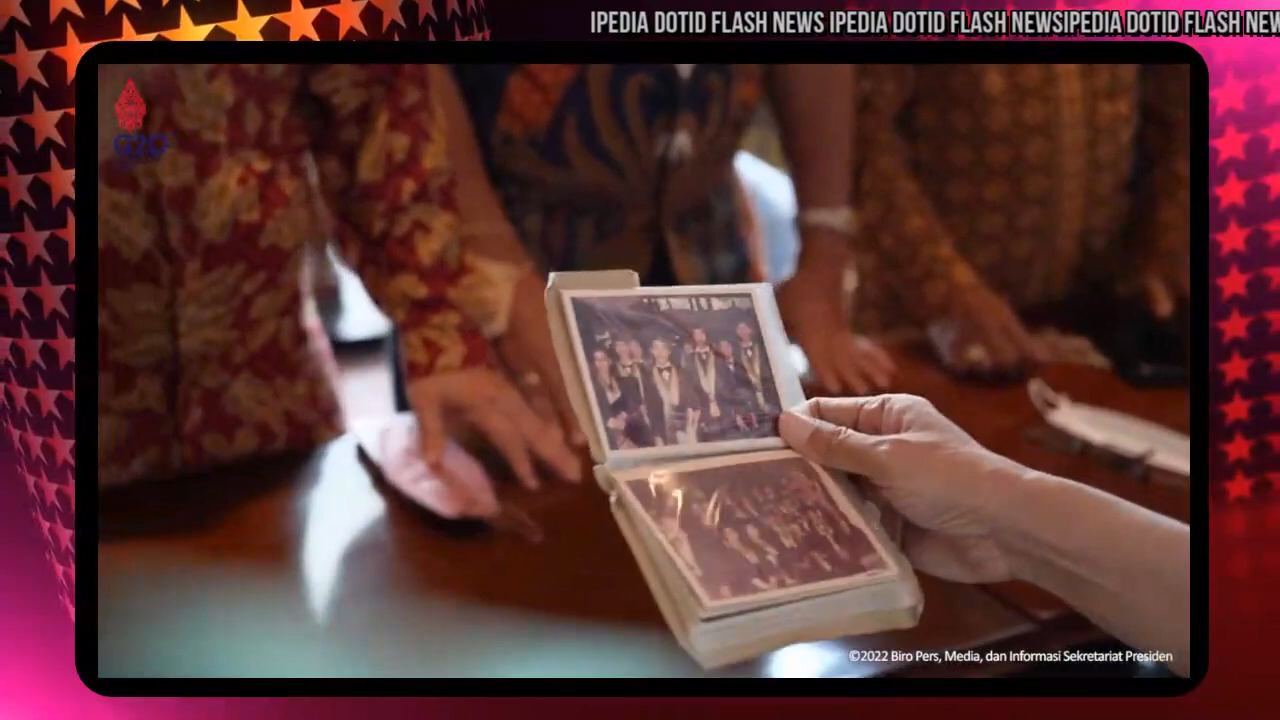 IPEDIA DOTID FLASH NEWS IPEDIA DOTID FLASH NEWSIPEDIA DOTID FLASH NEW
G20
©2022 Biro Pers, Media, dan Informasi Sekretariat Presiden